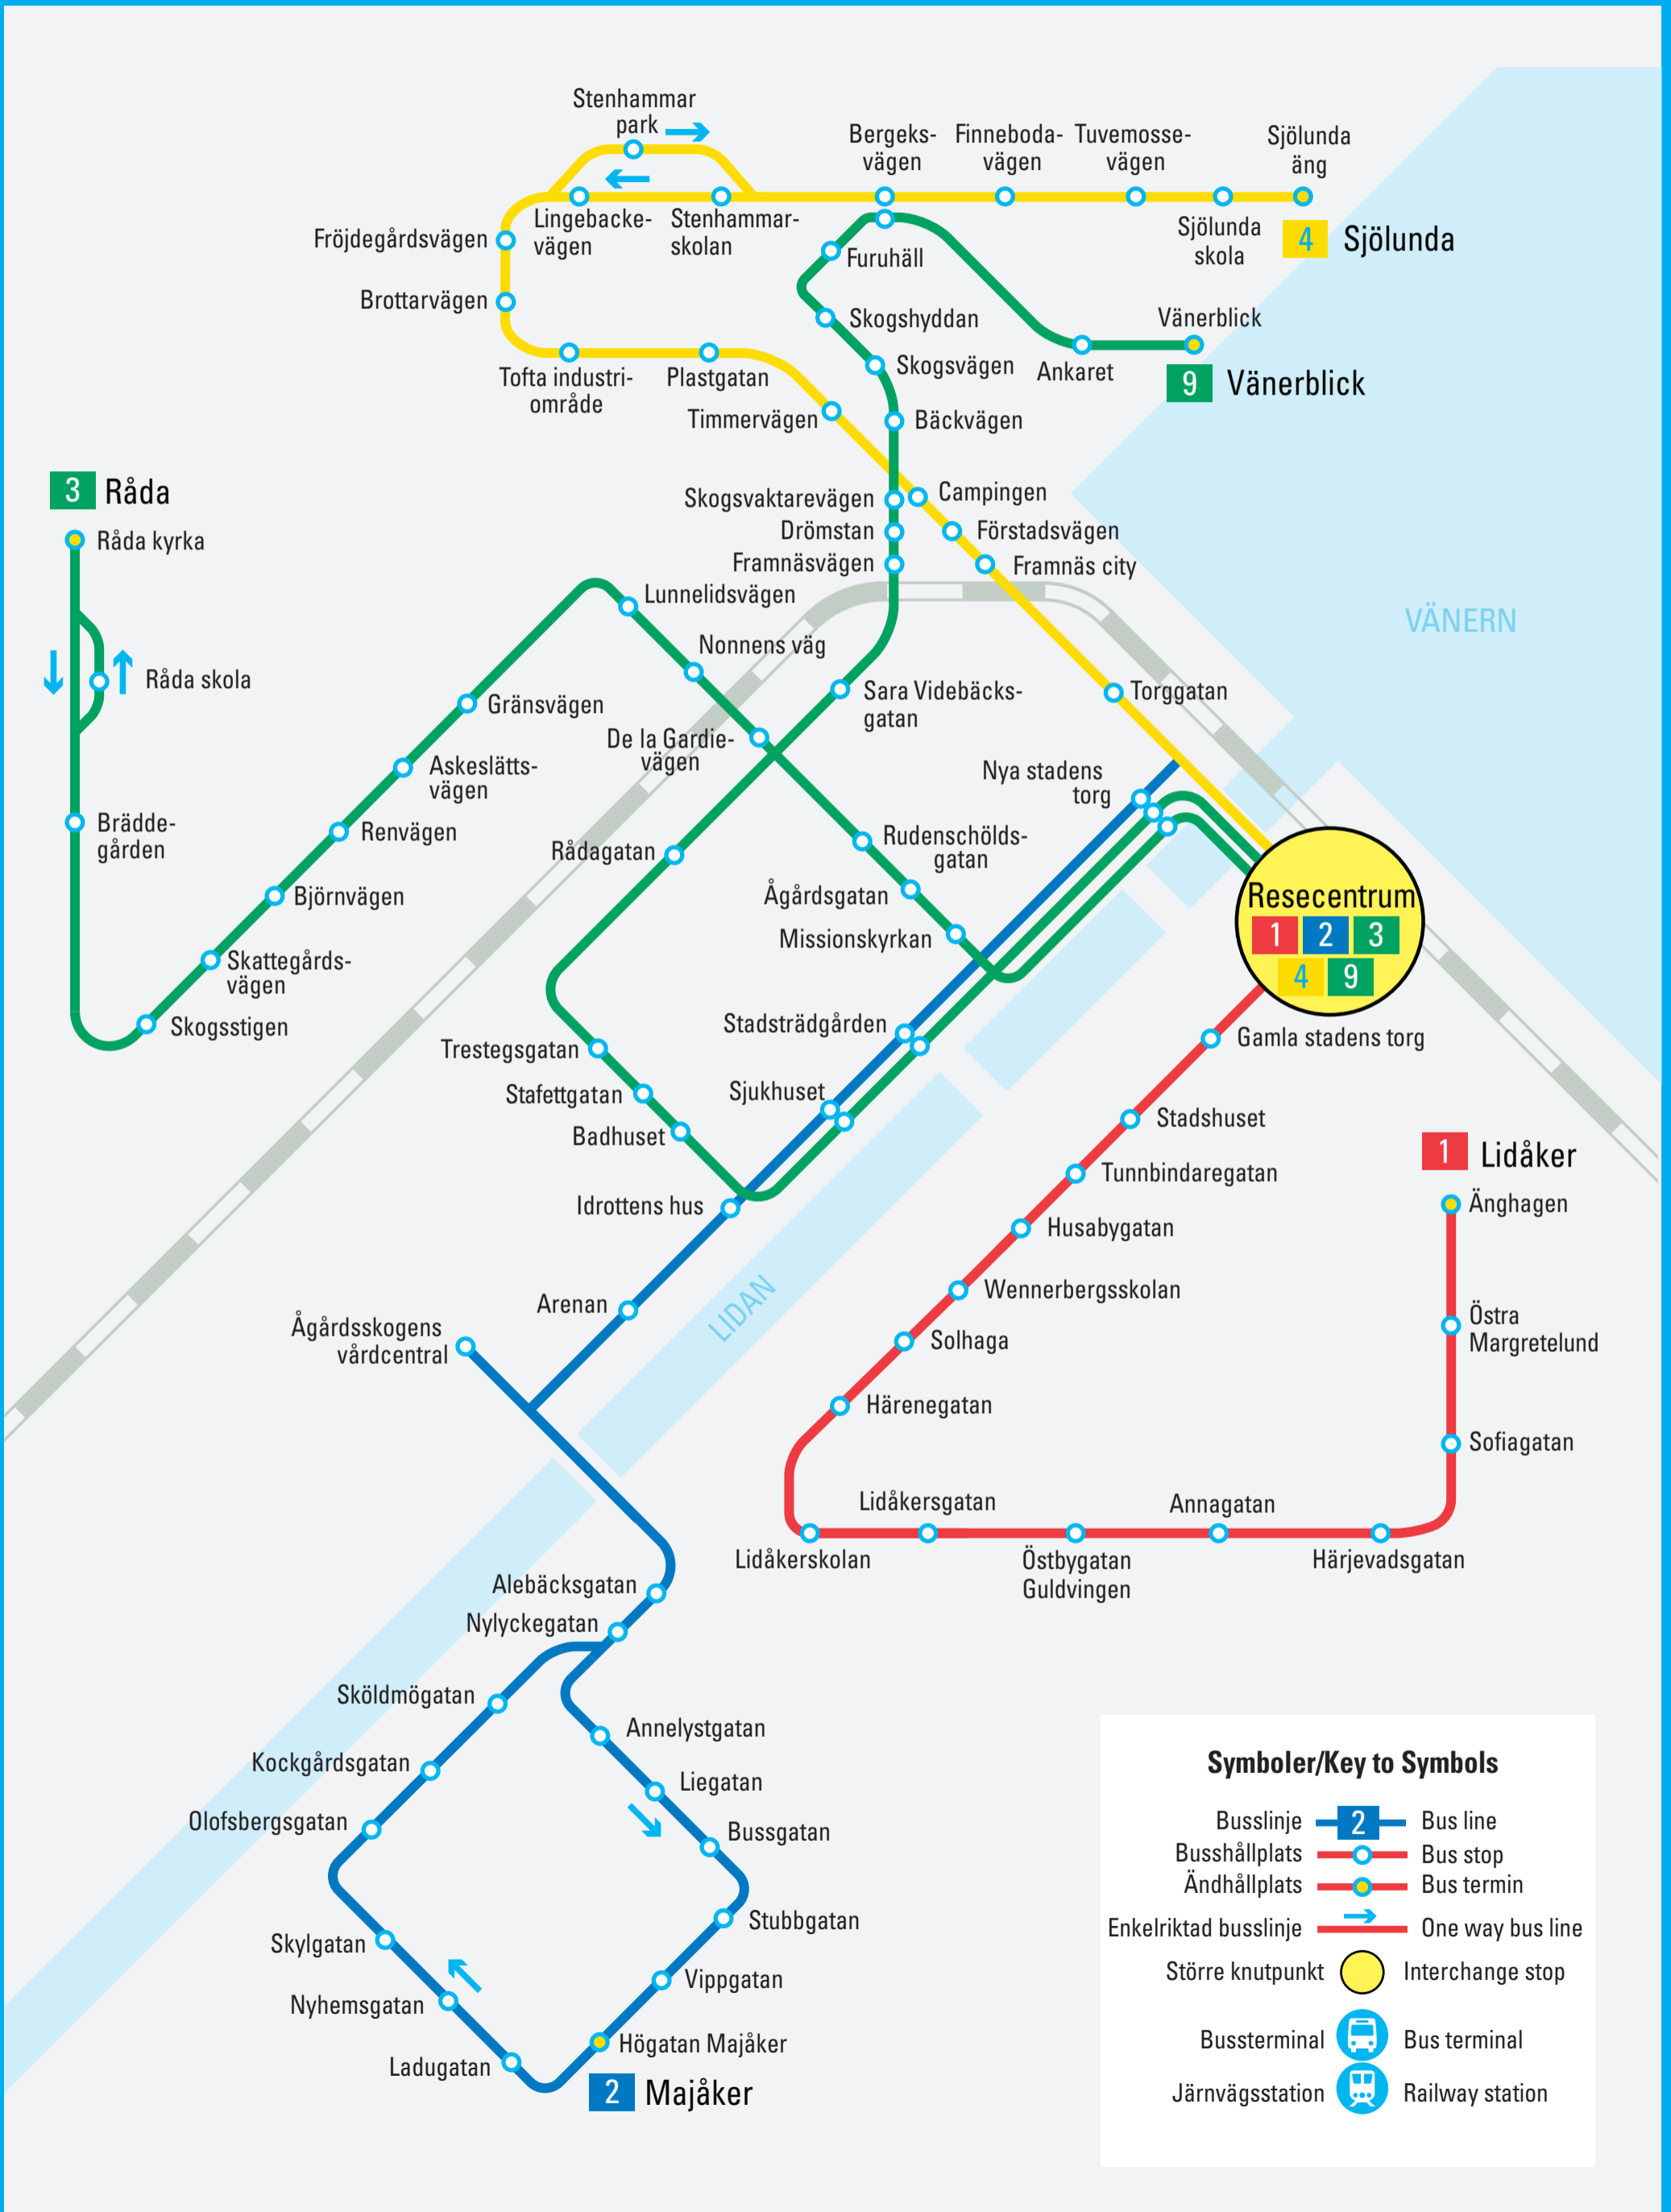 Stenhammar
park
Bergeks-
vägen
Finneboda-
vägen
Tuvemosse-
vägen
Sjölunda
äng
Lingebacke-
vägen
Stenhammar-
skolan
Sjölunda
skola
4 Sjölunda
Fröjdegårdsvägen
Furuhäll
Brottarvägen
Skogshyddan
Vänerblick
Tofta industri-
område
Plastgatan
Skogsvägen
Ankaret
9 Vänerblick
Timmervägen
Bäckvägen
3 Råda
Skogsvaktarevägen
Campingen
Drömstan
Förstadsvägen
Råda kyrka
Framnäsvägen
Framnäs city
Lunnelidsvägen
VÄNERN
Nonnens väg
Råda skola
Gränsvägen
Sara Videbäcks-
gatan
Torggatan
De la Gardie-
vägen
Askeslätts-
vägen
Nya stadens
torg
Brädde-
gården
Renvägen
Rådagatan
Rudenschölds-
gatan
Björnvägen
Ågårdsgatan
Resecentrum
1 2 3
4 9
Missionskyrkan
Skattegårds-
vägen
Skogsstigen
Stadsträdgården
Gamla stadens torg
Trestegsgatan
Stafettgatan
Sjukhuset
Stadshuset
Badhuset
1 Lidåker
Tunnbindaregatan
Idrottens hus
Änghagen
Husabygatan
Wennerbergsskolan
Arenan
LIDAN
Ågårdsskogens
vårdcentral
Östra
Margretelund
Solhaga
Härenegatan
Sofiagatan
Lidåkersgatan
Annagatan
Lidåkerskolan
Östbygatan
Guldvingen
Härjevadsgatan
Alebäcksgatan
Nylyckegatan
Sköldmögatan
Annelystgatan
Kockgårdsgatan
Liegatan
Olofsbergsgatan
Bussgatan
Stubbgatan
Skylgatan
Vippgatan
Nyhemsgatan
Högatan Majåker
Ladugatan
2 Majåker
Symboler/Key to Symbols
Busslinje 2 Bus line
Busshållplats Bus stop
Ändhållplats Bus termin
Enkelriktad busslinje One way bus line
Större knutpunkt Interchange stop
Bussterminal Bus terminal
Järnvägsstation Railway station